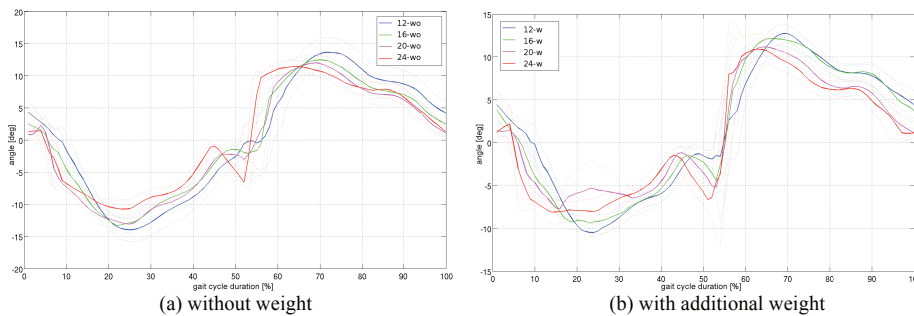 20
15
10
5
0
-5
-10
-15
-20
angle [deg]
12-wo
16-wo
20-wo
24-wo
0 10 20 30 40 50 60 70 80 90 100
gait cycle duration [%]
(a) without weight
15
10
5
0
-5
-10
-15
angle [deg]
12-w
16-w
20-w
24-w
0 10 20 30 40 50 60 70 80 90 100
gait cycle duration [%]
(b) with additional weight